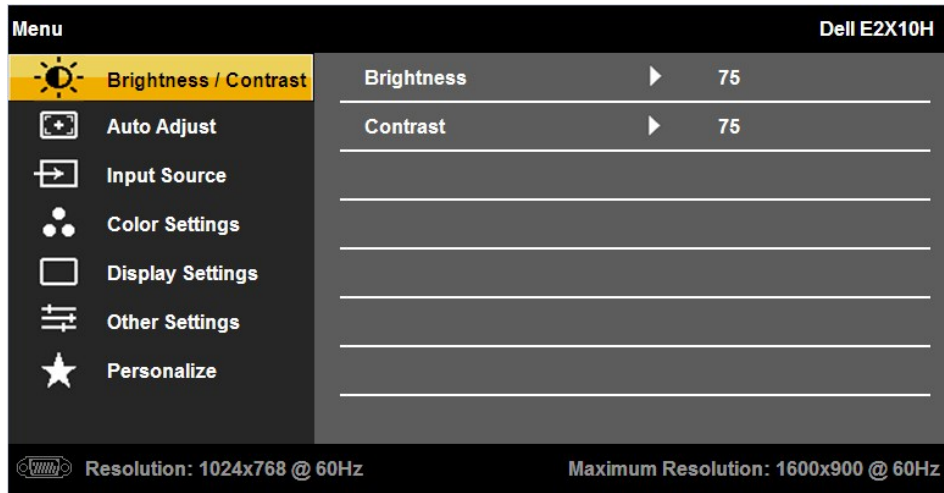 Menu Dell E2X10H
Brightness / Contrast Brightness 75
Auto Adjust Contrast 75
Input Source
Color Settings
Display Settings
Other Settings
Personalize
Resolution: 1024x768 @ 60Hz Maximum Resolution: 1600x900 @ 60Hz